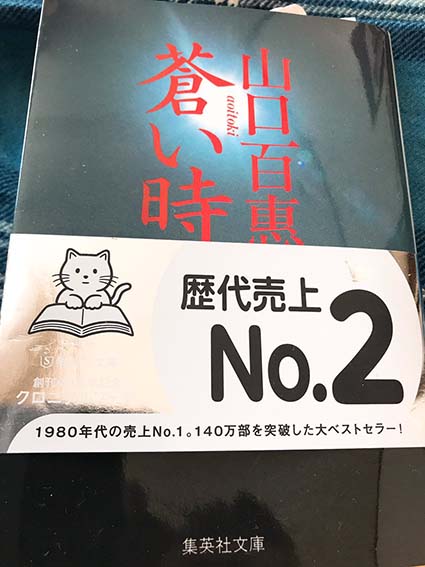 山口百惠
蒼い時
aoitoki
歴代売上
No.2
1980年代の売上No.1。140万部を突破した大ベストセラー!
集英社文庫